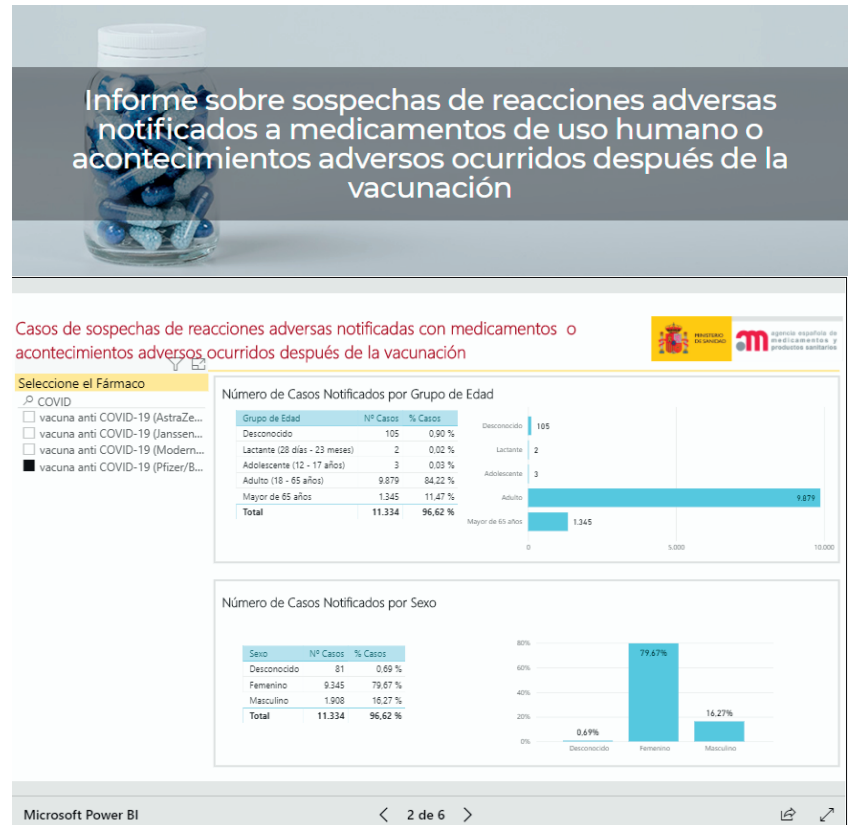 Informe sobre sospechas de reacciones adversas
notificados a medicamentos de uso humano o
acontecimientos adversos ocurridos después de la
vacunación
Casos de sospechas de reacciones adversas notificadas con medicamentos o
acontecimientos adversos ocurridos después de la vacunación
MINISTERIO
DE SANIDAD
agencia española de
medicamentos y
productos sanitarios
Seleccione el Fármaco
COVID
vacuna anti COVID-19 (AstraZe...
vacuna anti COVID-19 (Janssen...
vacuna anti COVID-19 (Modern...
vacuna anti COVID-19 (Pfizer/B...
Número de Casos Notificados por Grupo de Edad
Grupo de Edad Nº Casos % Casos
Desconocido 105 0,90 %
Lactante (28 días - 23 meses) 2 0,02 %
Adolescente (12 - 17 años) 3 0,03 %
Adulto (18 - 65 años) 9.879 84,22 %
Mayor de 65 años 1.345 11,47 %
Total 11.334 96,62 %
Desconocido 105
Lactante 2
Adolescente 3
Adulto 9.879
Mayor de 65 años 1.345
0 5.000 10.000
Número de Casos Notificados por Sexo
Sexo Nº Casos % Casos
Desconocido 81 0,69 %
Femenino 9.345 79,67 %
Masculino 1.908 16,27 %
Total 11.334 96,62 %
80%
60%
40%
20%
0%
0.69%
79.67%
16,27%
Desconocido Femenino Masculino
Microsoft Power BI
2 de 6